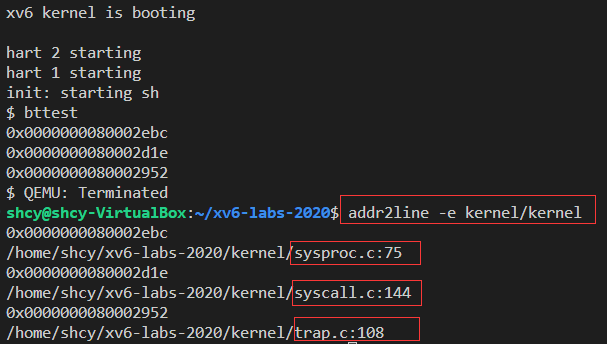 xv6 kernel is booting
hart 2 starting
hart 1 starting
init: starting sh
$ bttest
0x0000000080002ebc
0x0000000080002d1e
0x0000000080002952
$ QEMU: Terminated
shcy@shcy-VirtualBox:~/xv6-labs-2020$ addr2line -e kernel/kernel
0x0000000080002ebc
/home/shcy/xv6-labs-2020/kernel/sysproc.c:75
0x0000000080002d1e
/home/shcy/xv6-labs-2020/kernel/syscall.c:144
0x0000000080002952
/home/shcy/xv6-labs-2020/kernel/trap.c:108